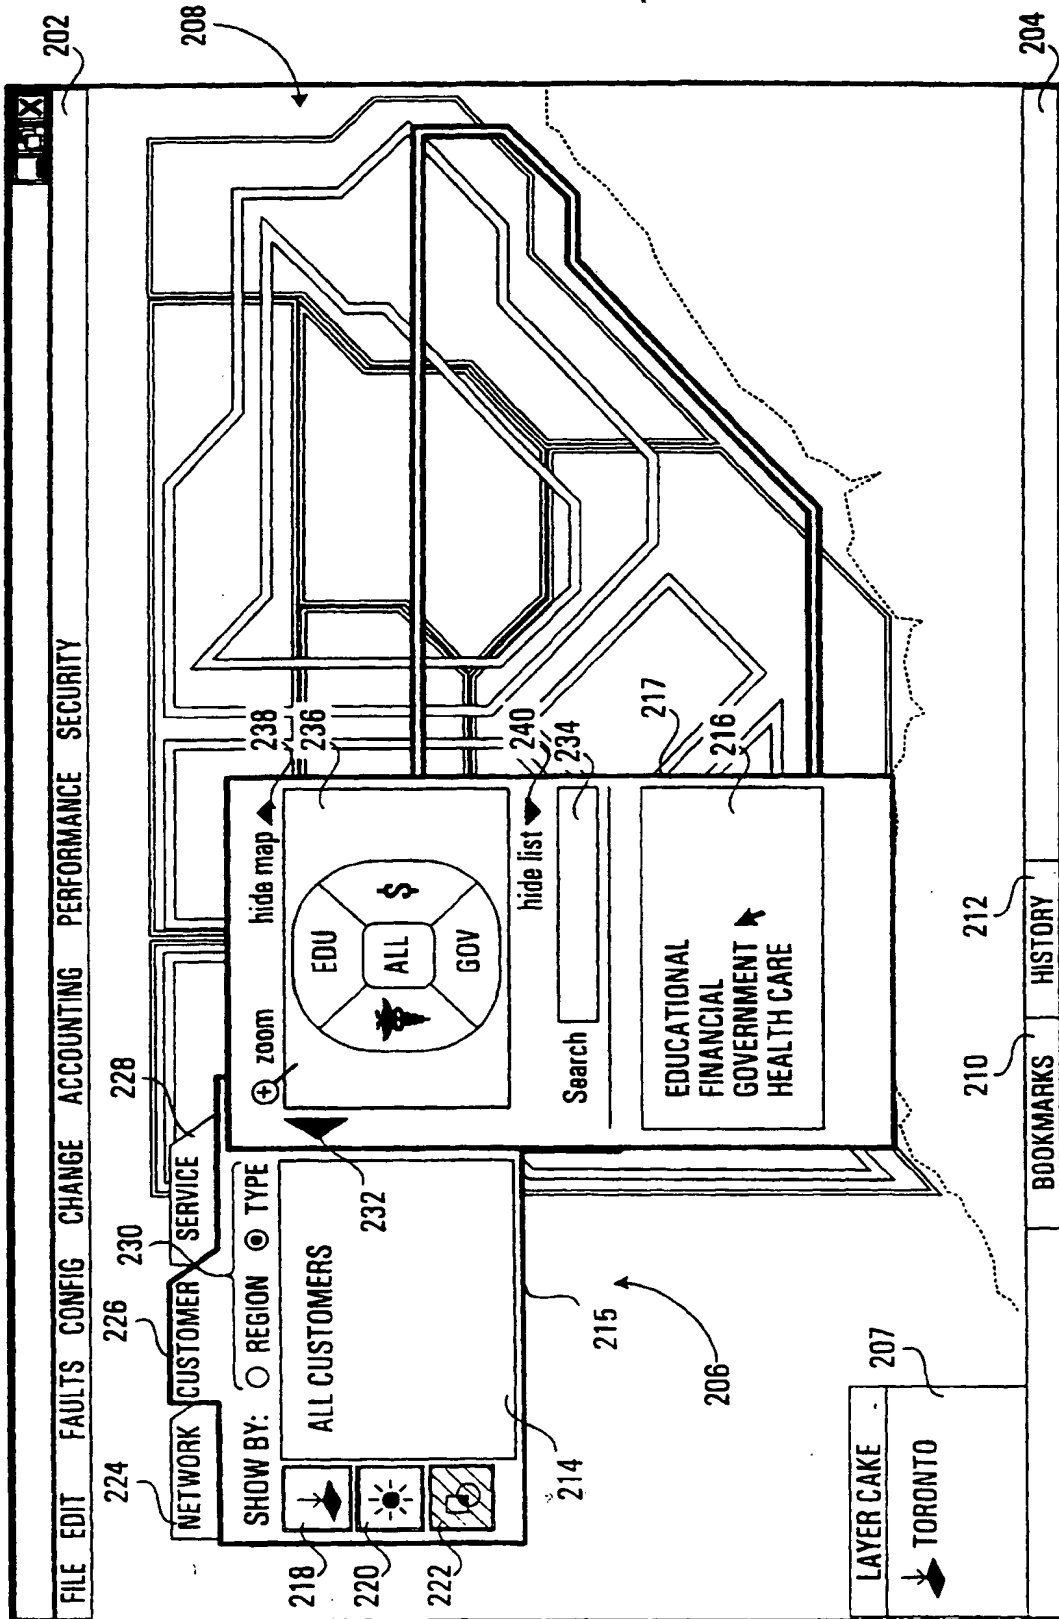 202
208
FILE EDIT FAULTS CONFIG CHANGE ACCOUNTING PERFORMANCE SECURITY
224
226
230
228
NETWORK CUSTOMER SERVICE
SHOW BY: REGION TYPE
218
220
222
ALL CUSTOMERS
214
232
215
206
zoom hide map
238
236
EDU
ALL
$
GOV
hide list
240
234
Search
217
216
EDUCATIONAL
FINANCIAL
GOVERNMENT
HEALTH CARE
207
LAYER CAKE
TORONTO
210
212
BOOKMARKS HISTORY
204